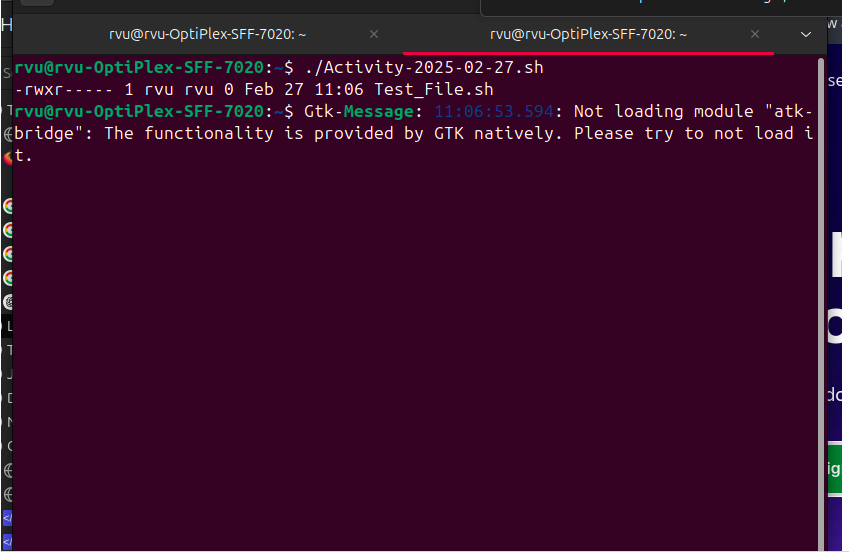 rvu@rvu-OptiPlex-SFF-7020: ~
rvu@rvu-OptiPlex-SFF-7020: ~
rvu@rvu-OptiPlex-SFF-7020:~$ ./Activity-2025-02-27.sh
-rwxr----- 1 rvu rvu 0 Feb 27 11:06 Test_File.sh
rvu@rvu-OptiPlex-SFF-7020:~$ Gtk-Message: 11:06:53.594: Not loading module "atk-
bridge": The functionality is provided by GTK natively. Please try to not load i
t.